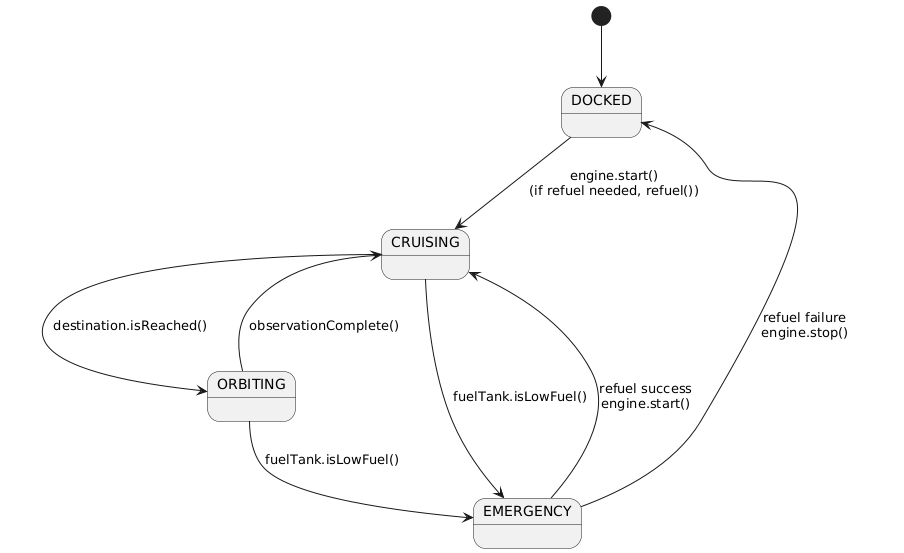 DOCKED
engine.start()
(if refuel needed, refuel())
CRUISING
destination.isReached()
observationComplete()
refuel failure
engine.stop()
ORBITING
fuelTank.isLowFuel()
refuel success
engine.start()
fuelTank.isLowFuel()
EMERGENCY